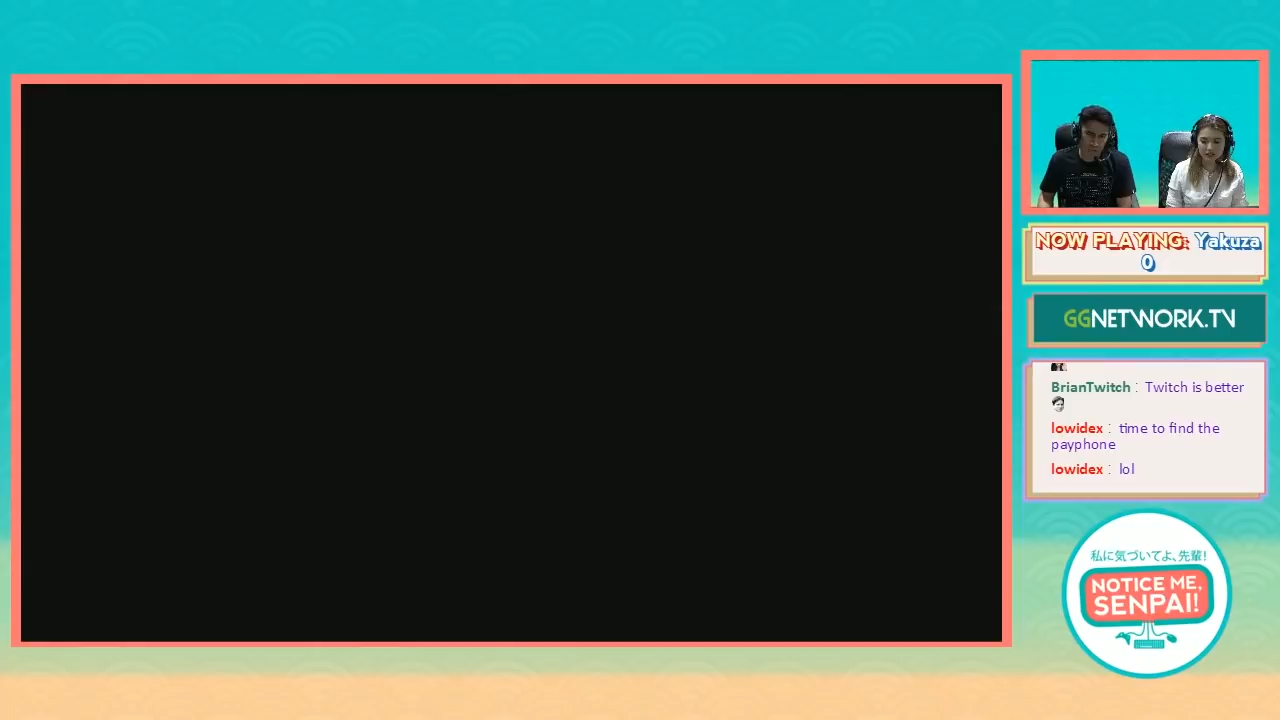 NOW PLAYING: Yakuza
0
GGNETWORK.TV
BrianTwitch : Twitch is better
lowidex : time to find the
payphone
lowidex : lol
私に気づいてよ、先輩!
NOTICE ME,
SENPAI!